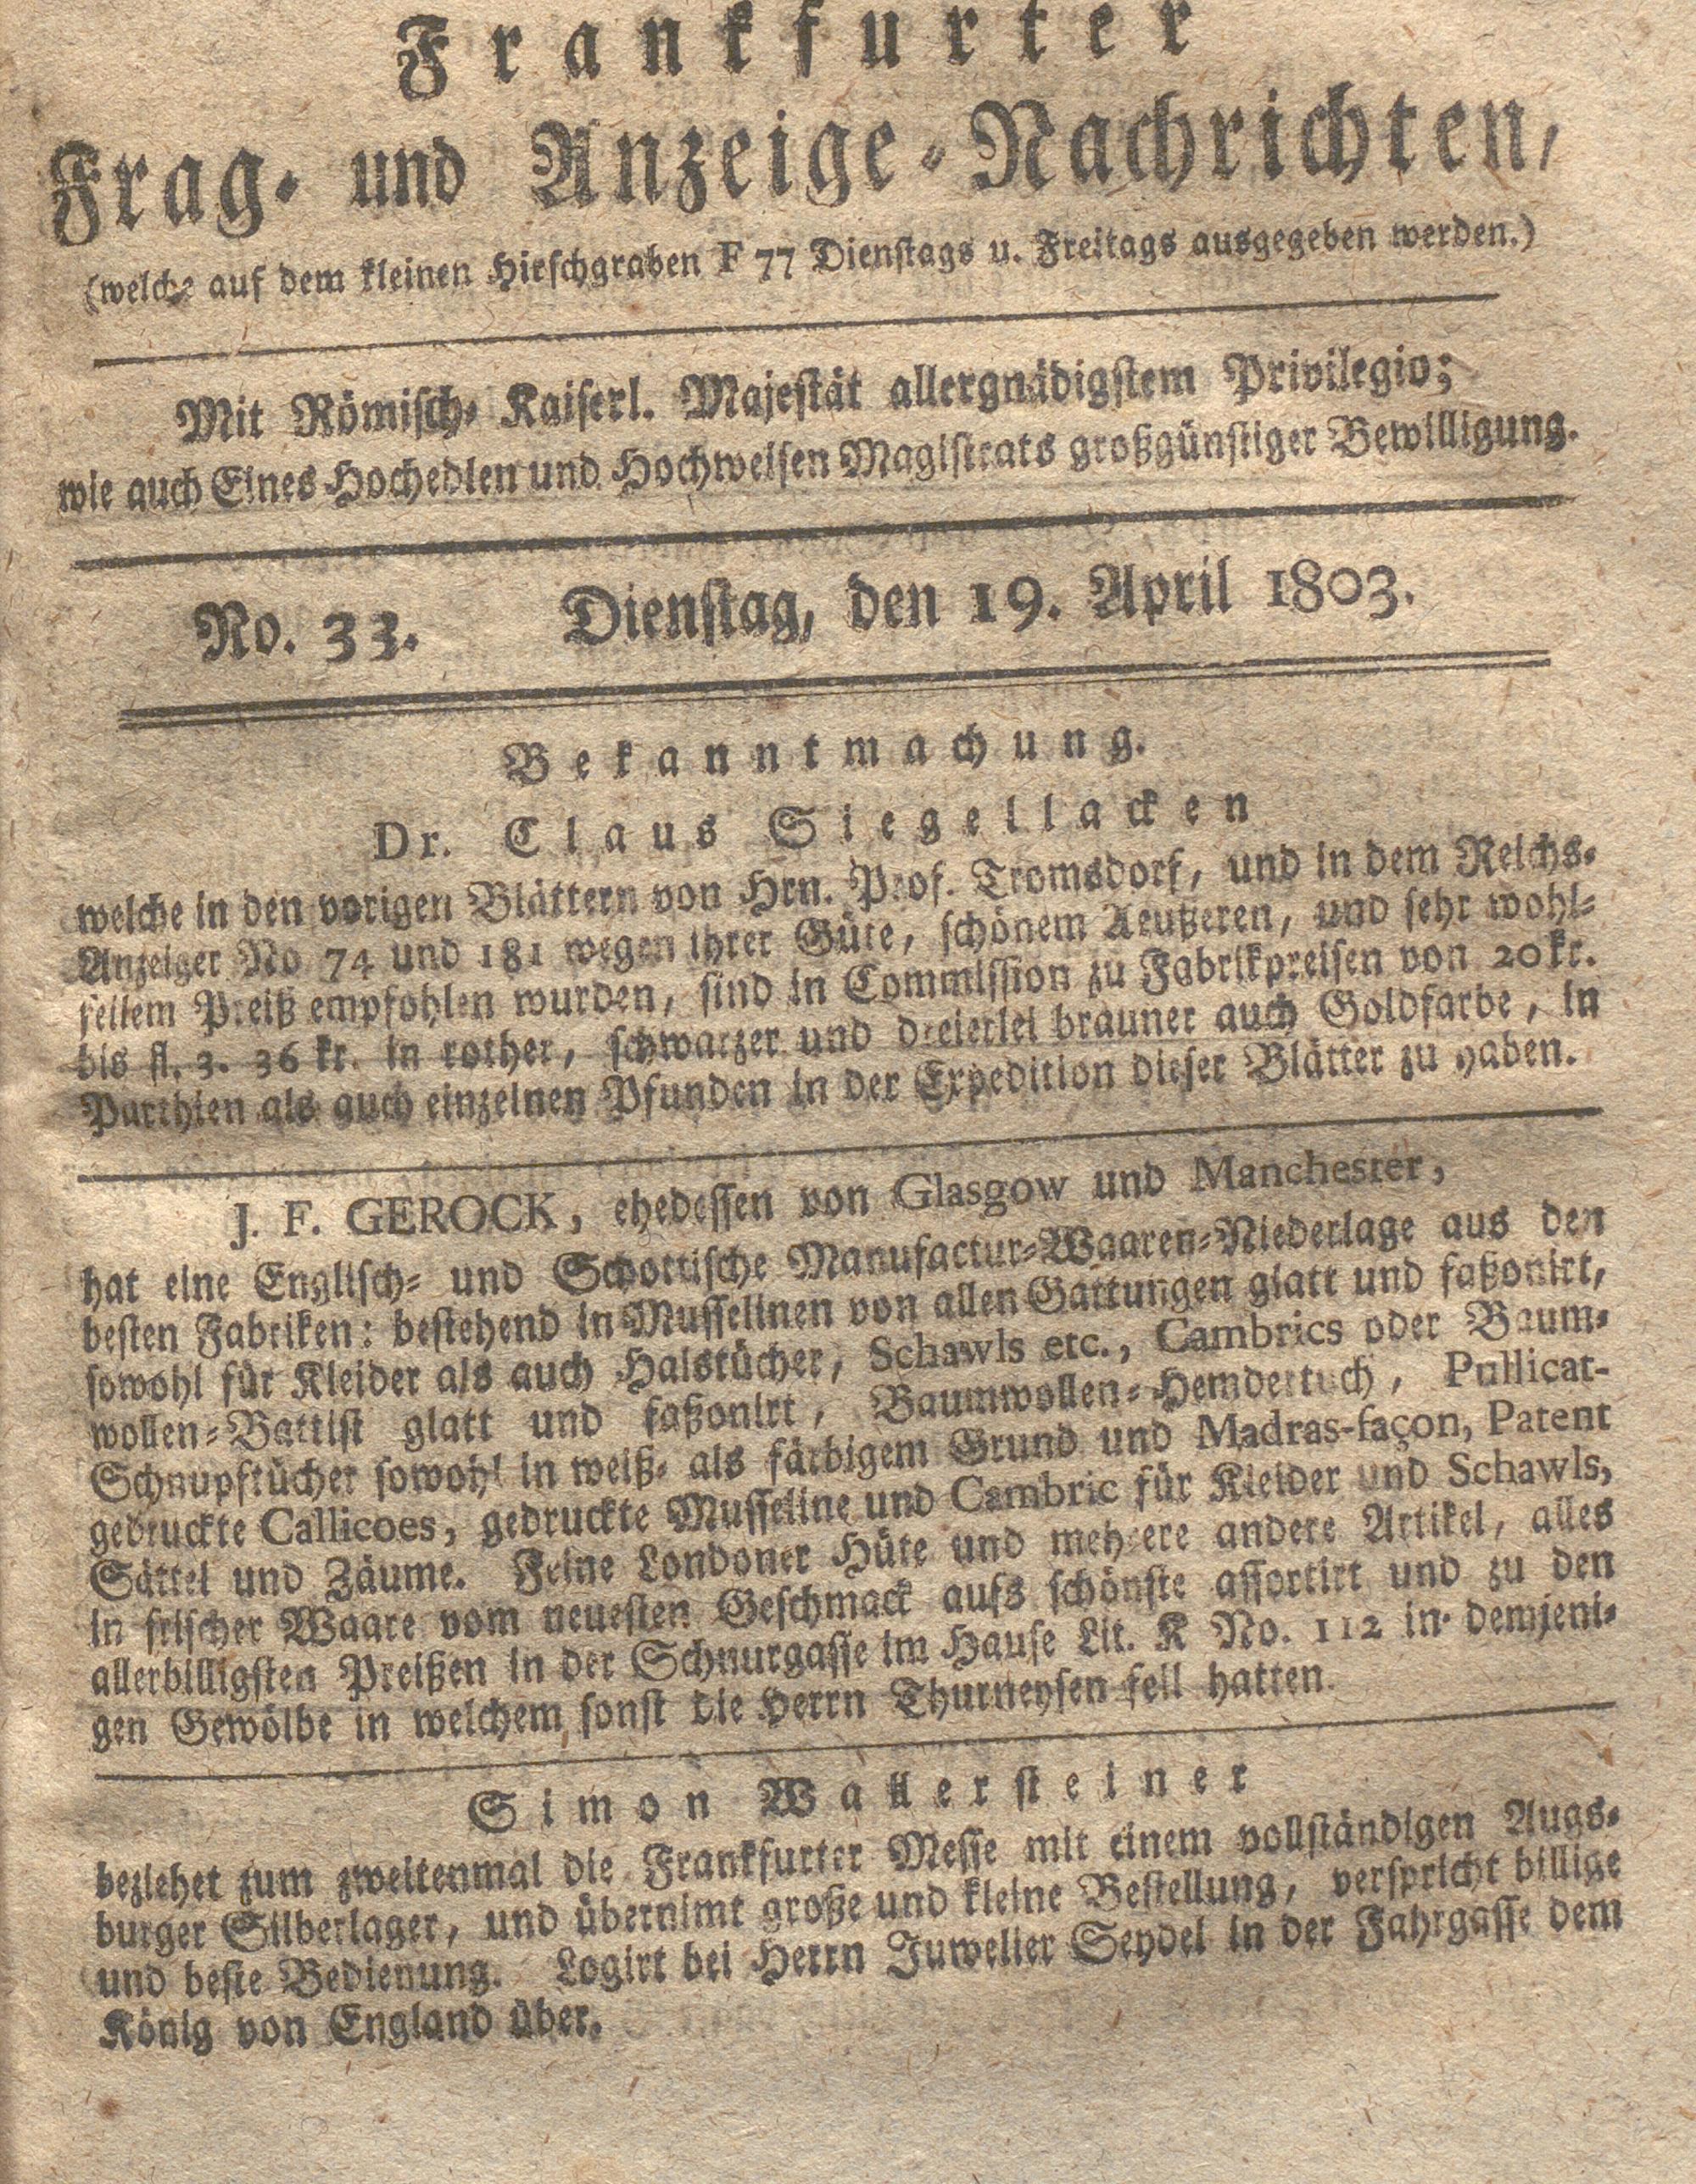 Frankfurter
Frag- und Anzeige-Nachrichten,
(welche auf dem kleinen Hirschgraben F 77 Dienstags u. Freitags ausgegeben werden.)
Mit Römisch- Kaiserl. Majestät allergnädigstem Privilegio;
wie auch Eines Hochedlen und Hochweisen Magistrats großgünstiger Bewilligung.
No. 33. Dienstag, den 19. April 1803.
Bekanntmachung.
Dr. Claus Siegellacken
welche in den vorigen Blättern von Hrn. Prof. Tromsdorf, und in dem Reichs-
Anzeiger No 74 und 181 wegen ihrer Güte, schönem Aeußeren, und sehr wohl-
feilem Preiß empfohlen wurden, sind in Commission zu Fabrikpreisen von 20 kr.
bis fl. 3. 36 kr. in rother, schwarzer und dreierlei brauner auch Goldfarbe, in
Parthien als auch einzelnen Pfunden in der Expedition dieser Blätter zu haben.
J. F. GEROCK, ehedessen von Glasgow und Manchester,
hat eine Englisch- und Schottische Manufactur-Waaren-Niederlage aus den
besten Fabriken: bestehend in Musselinen von allen Gattungen glatt und faßonirt,
sowohl für Kleider als auch Halstücher, Schawls etc., Cambrics oder Baum-
wollen-Battist glatt und faßonirt, Baumwollen-Hemdertuch, Pullicat-
Schnupftücher sowohl in weiß- als färbigem Grund und Madras-façon, Patent
gedruckte Callicoes, gedruckte Musseline und Cambric für Kleider und Schawls,
Sättel und Zäume. Feine Londoner Hüte und mehrere andere Artikel, alles
in frischer Waare vom neuesten Geschmack aufs schönste assortirt und zu den
allerbilligsten Preißen in der Schnurgasse im Hause Lit. K No. 112 in demjeni-
gen Gewölbe in welchem sonst die Herrn Thurneysen feil hatten.
Simon Wallersteiner
beziehet zum zweitenmal die Frankfurter Messe mit einem vollständigen Augs-
burger Silberlager, und übernimt große und kleine Bestellung, verspricht billige
und beste Bedienung. Logirt bei Herrn Juwelier Seydel in der Fahrgasse dem
König von England über.